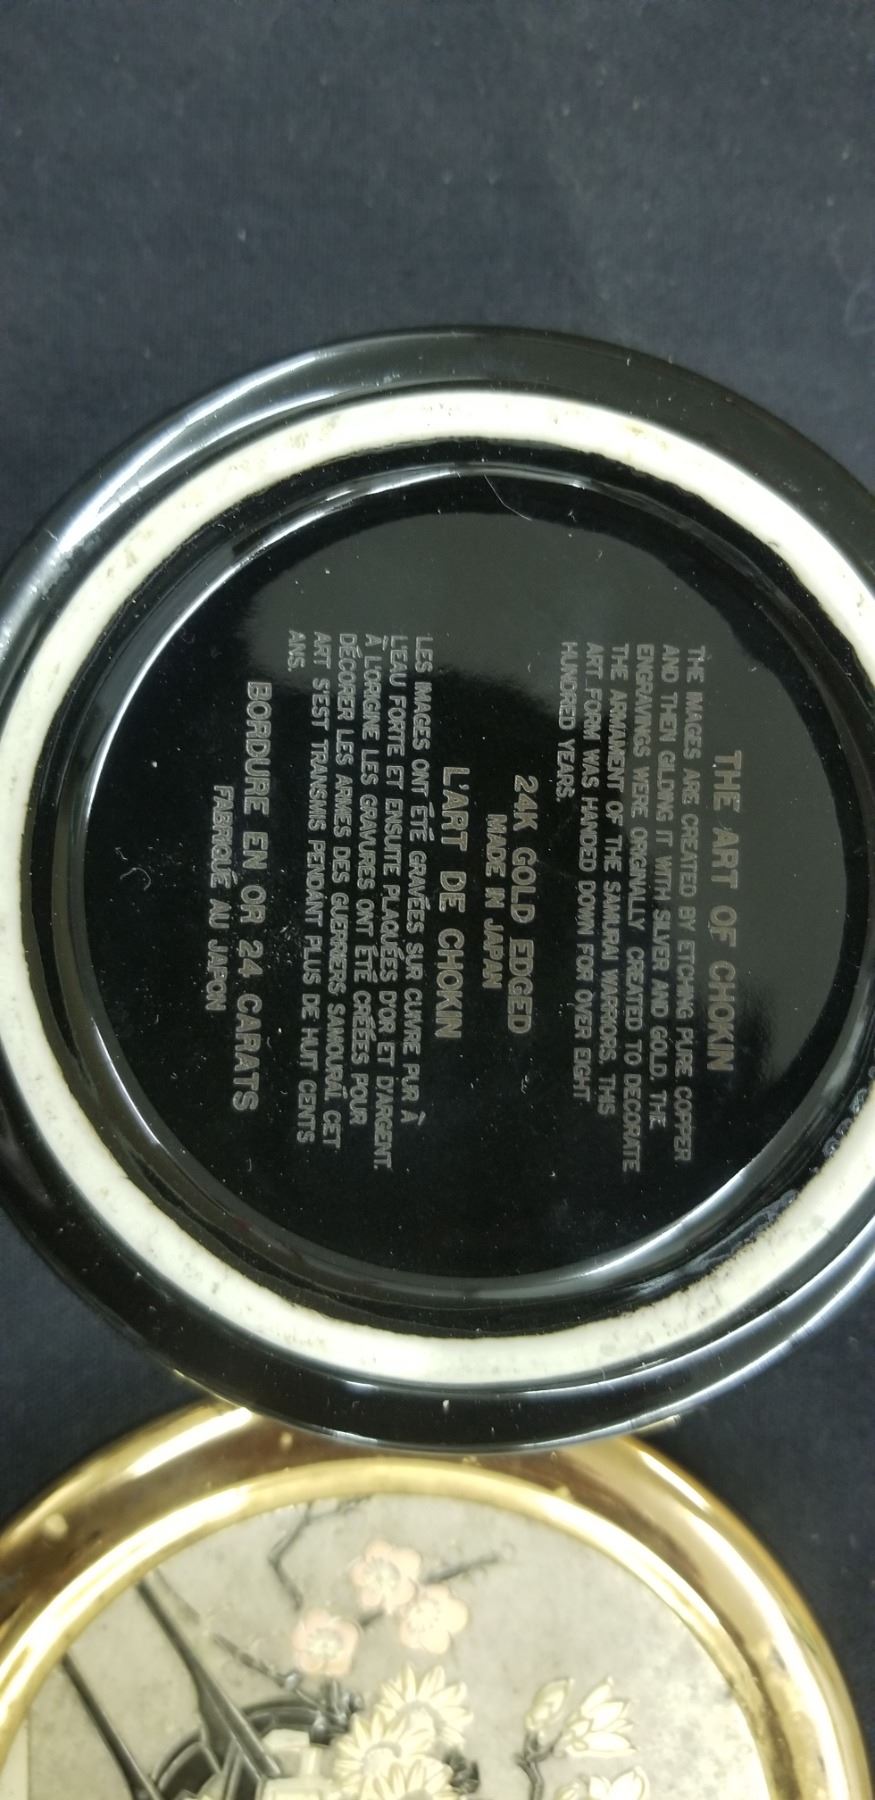 THE ART OF CHOKIN
THE IMAGES ARE CREATED BY ETCHING PURE COPPER
AND THEN GILDING IT WITH SILVER AND GOLD. THE
ENGRAVINGS WERE ORIGINALLY CREATED TO DECORATE
THE ARMAMENT OF THE SAMURAI WARRIORS. THIS
ART FORM WAS HANDED DOWN FOR OVER EIGHT
HUNDRED YEARS.
24K GOLD EDGED
MADE IN JAPAN
L'ART DE CHOKIN
LES IMAGES ONT ÉTÉ GRAVÉES SUR CUIVRE PUR À
L'EAU FORTE ET ENSUITE PLAQUÉES D'OR ET D'ARGENT.
À L'ORIGINE LES GRAVURES ONT ÉTÉ CRÉÉES POUR
DÉCORER LES ARMES DES GUERRIERS SAMOURAÏ. CET
ART S'EST TRANSMIS PENDANT PLUS DE HUIT CENTS
ANS.
BORDURE EN OR 24 CARATS
FABRIQUÉ AU JAPON